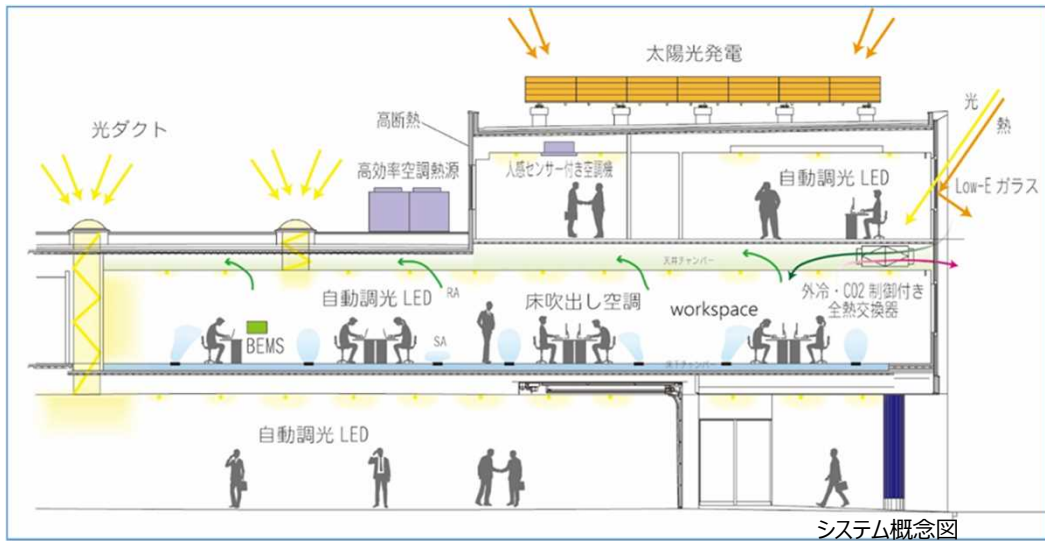 太陽光発電
光ダクト
高断熱
高効率空調熱源
人感センサー付き空調機
自動調光 LED
光
熱
Low-E ガラス
天井チャンバー
RA
自動調光 LED
床吹出し空調
workspace
外冷・CO2 制御付き
全熱交換器
BEMS
SA
床下チャンバー
自動調光 LED
システム概念図